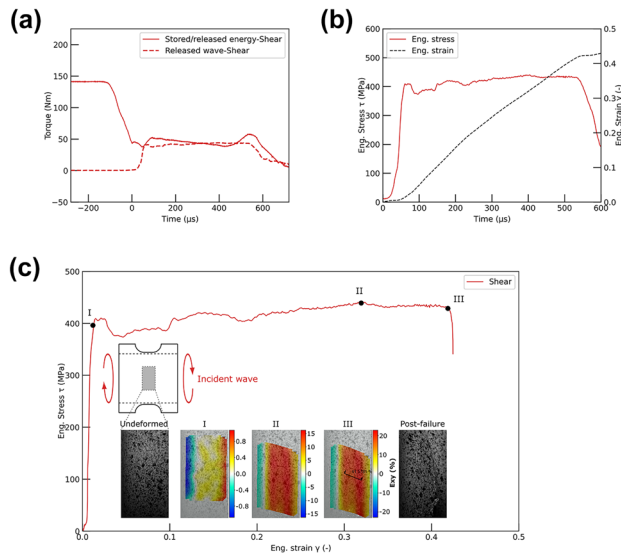 (a)
Stored/released energy-Shear
Released wave-Shear
Torque (Nm)
200
150
100
50
0
−50
−200
0
200
400
600
Time (μs)
(b)
Eng. stress
Eng. strain
Eng. Stress τ (MPa)
600
500
400
300
200
100
0
0
100
200
300
400
500
600
Time (μs)
0.5
0.4
0.3
0.2
0.1
0.0
Eng. Strain γ (-)
(c)
Shear
Eng. Stress τ (MPa)
500
400
300
200
100
0
I
II
III
Incident wave
Undeformed
I
II
III
Post-failure
0.8
0.4
0.0
−0.4
−0.8
15
10
5
0
−5
−10
−15
20
10
0
−10
−20
Exy (%)
0.0
0.1
0.2
0.3
0.4
0.5
Eng. strain γ (-)